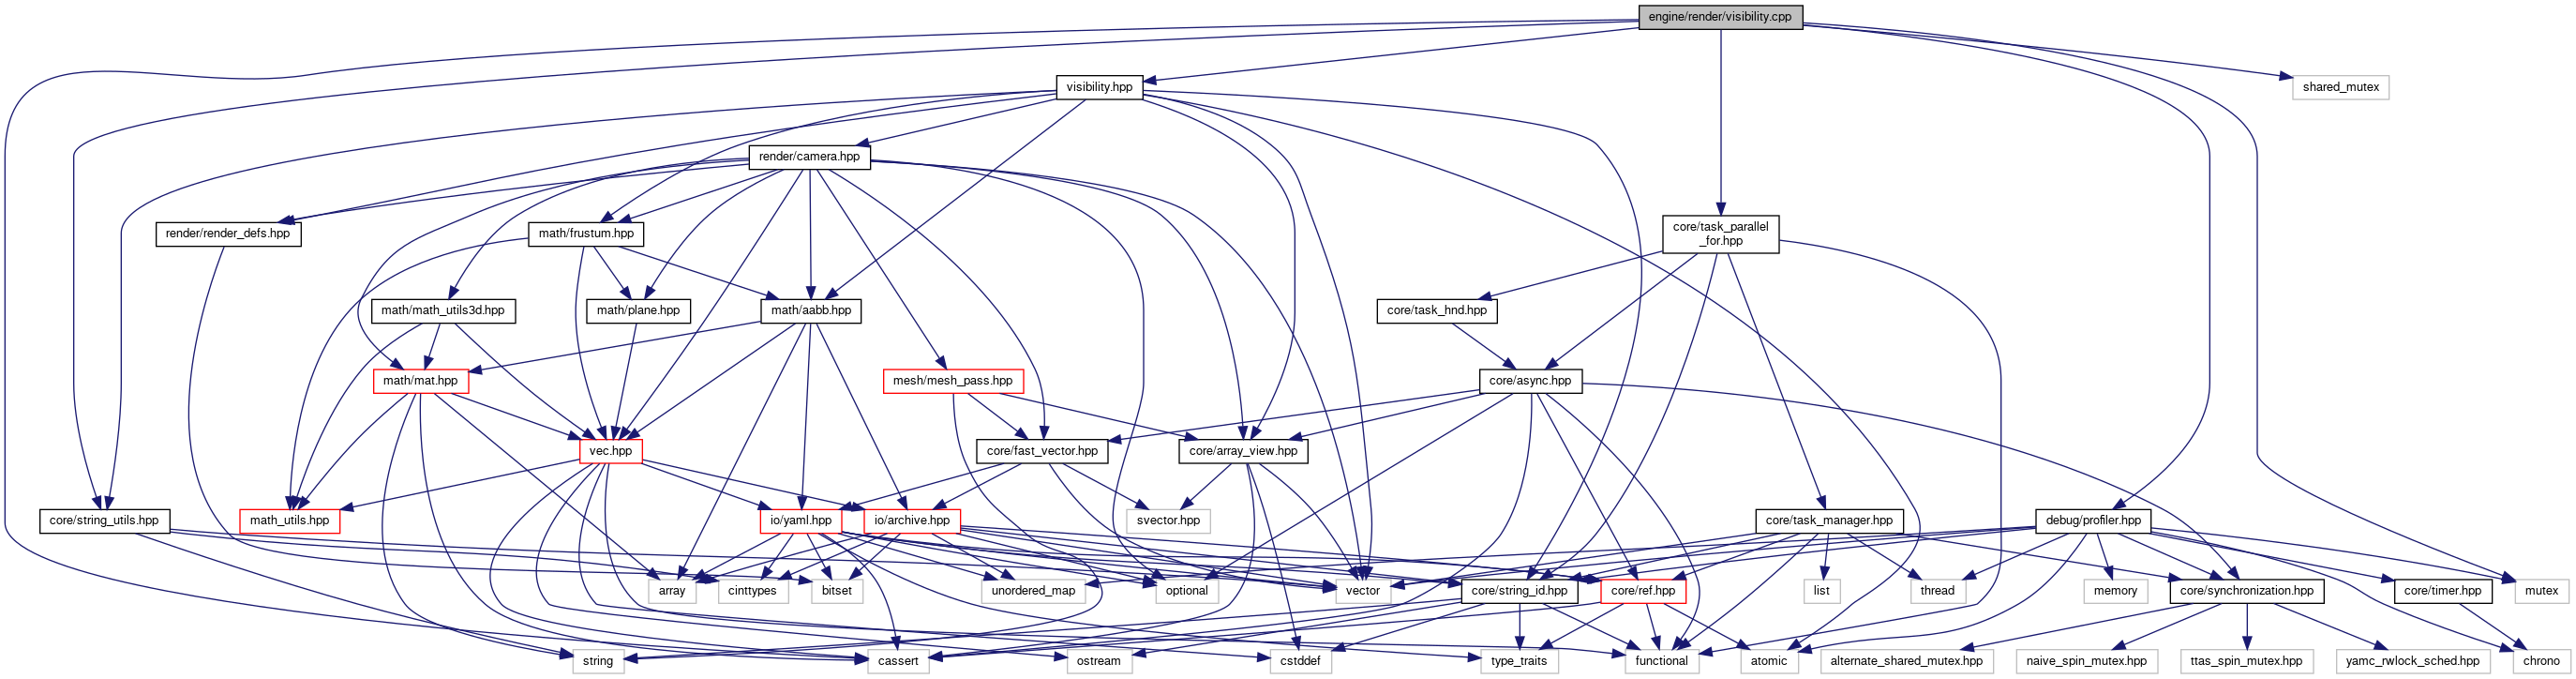 engine/render/visibility.cpp
visibility.hpp
shared_mutex
render/camera.hpp
render/render_defs.hpp
math/frustum.hpp
core/task_parallel
_for.hpp
math/math_utils3d.hpp
math/plane.hpp
math/aabb.hpp
core/task_hnd.hpp
math/mat.hpp
mesh/mesh_pass.hpp
core/async.hpp
vec.hpp
core/fast_vector.hpp
core/array_view.hpp
core/string_utils.hpp
math_utils.hpp
io/yaml.hpp
io/archive.hpp
svector.hpp
core/task_manager.hpp
debug/profiler.hpp
array
cinttypes
bitset
unordered_map
optional
vector
core/string_id.hpp
core/ref.hpp
list
thread
memory
core/synchronization.hpp
core/timer.hpp
mutex
string
cassert
ostream
cstddef
type_traits
functional
atomic
alternate_shared_mutex.hpp
naive_spin_mutex.hpp
ttas_spin_mutex.hpp
yamc_rwlock_sched.hpp
chrono